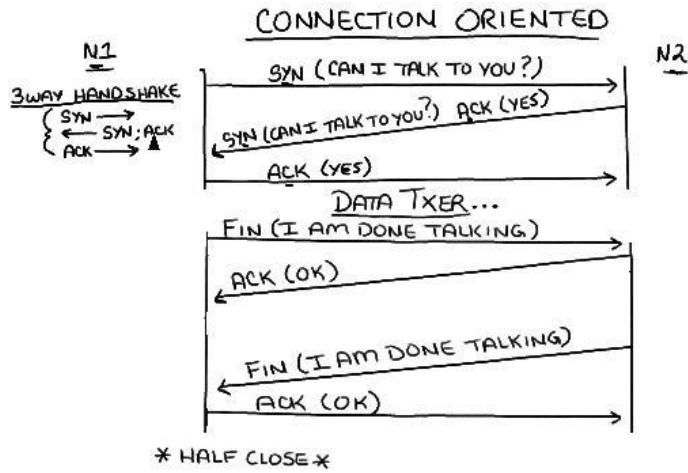 CONNECTION ORIENTED
N1
N2
SYN (CAN I TALK TO YOU?)
3WAY HANDSHAKE
SYN
SYN; ACK
ACK
SYN (CAN I TALK TO YOU?) ACK (YES)
ACK (YES)
DATA TXER...
FIN (I AM DONE TALKING)
ACK (OK)
FIN (I AM DONE TALKING)
ACK (OK)
* HALF CLOSE *